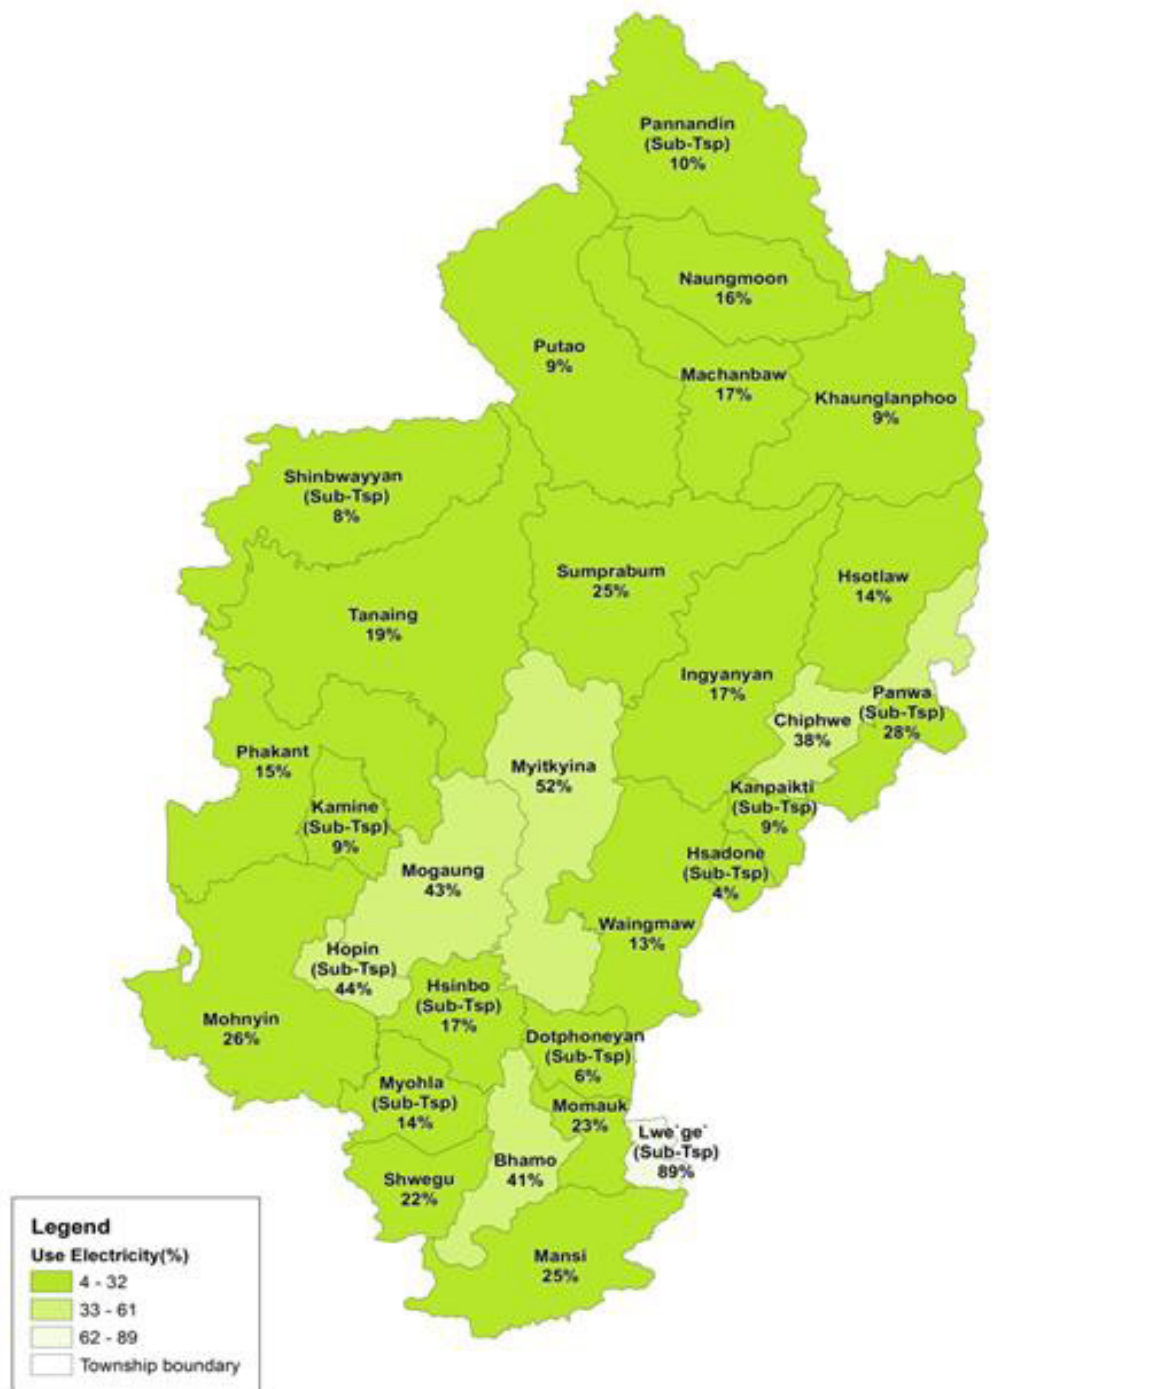 Pannandin
(Sub-Tsp)
10%
Naungmoon
16%
Putao
9%
Machanbaw
17%
Khaunglanphoo
9%
Shinbwayyan
(Sub-Tsp)
8%
Sumprabum
25%
Hsotlaw
14%
Tanaing
19%
Ingyanyan
17%
Panwa
(Sub-Tsp)
28%
Chiphwe
38%
Phakant
15%
Myitkyina
52%
Kanpaikti
(Sub-Tsp)
9%
Kamine
(Sub-Tsp)
9%
Hsadone
(Sub-Tsp)
4%
Mogaung
43%
Waingmaw
13%
Hopin
(Sub-Tsp)
44%
Hsinbo
(Sub-Tsp)
17%
Mohnyin
26%
Dotphoneyan
(Sub-Tsp)
6%
Myohla
(Sub-Tsp)
14%
Momauk
23%
Lwe`ge`
(Sub-Tsp)
89%
Bhamo
41%
Shwegu
22%
Mansi
25%
Legend
Use Electricity(%)
4 - 32
33 - 61
62 - 89
Township boundary